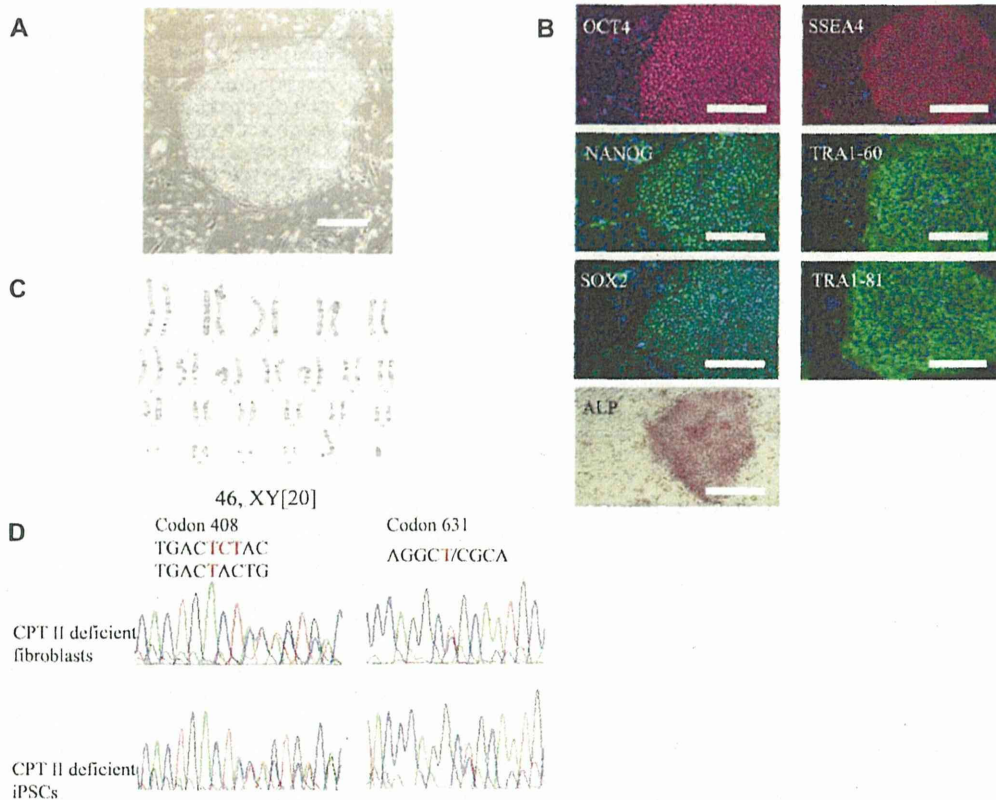 A
B
OCT4
SSEA4
NANOG
TRA1-60
SOX2
TRA1-81
ALP
C
46, XY[20]
D
Codon 408
TGACTCTAC
TGACTACTG
Codon 631
AGGCT/CGCA
CPT II deficient
fibroblasts
CPT II deficient
iPSCs